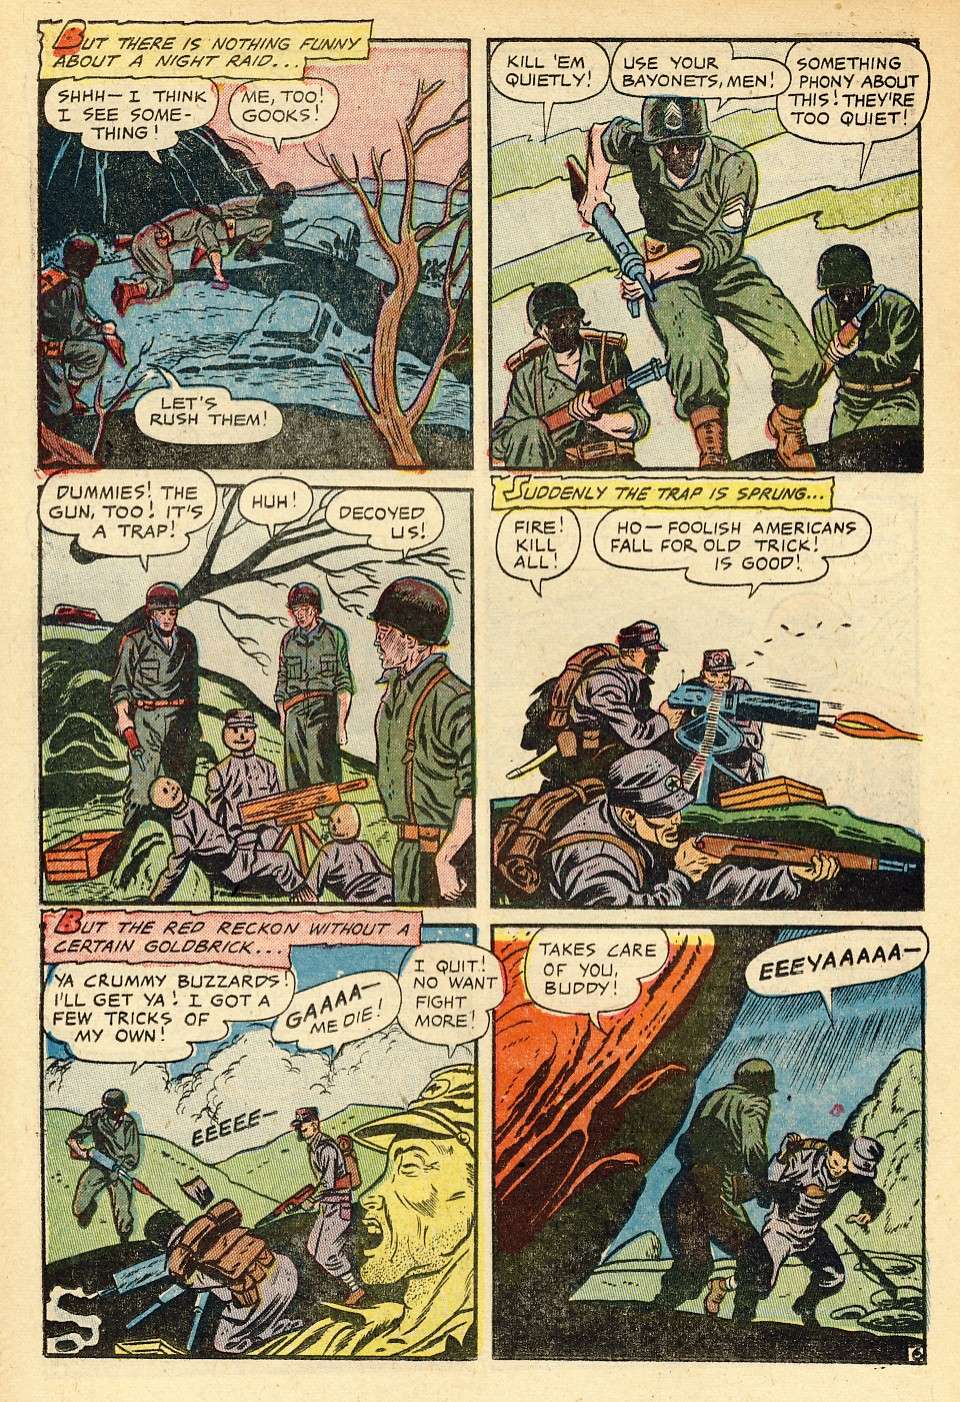 BUT THERE IS NOTHING FUNNY
ABOUT A NIGHT RAID...
SHHH— I THINK
I SEE SOME-
THING!
ME, TOO!
GOOKS!
LET'S
RUSH THEM!
KILL 'EM
QUIETLY!
USE YOUR
BAYONETS, MEN!
SOMETHING
PHONY ABOUT
THIS! THEY'RE
TOO QUIET!
DUMMIES! THE
GUN, TOO! IT'S
A TRAP!
HUH!
DECOYED
US!
SUDDENLY THE TRAP IS SPRUNG...
FIRE!
KILL
ALL!
HO— FOOLISH AMERICANS
FALL FOR OLD TRICK!
IS GOOD!
BUT THE RED RECKON WITHOUT A
CERTAIN GOLDBRICK...
YA CRUMMY BUZZARDS!
I'LL GET YA! I GOT A
FEW TRICKS OF
MY OWN!
GAAAA—
ME DIE!
I QUIT!
NO WANT
FIGHT
MORE!
EEEEE—
TAKES CARE
OF YOU,
BUDDY!
EEEYAAAAA—